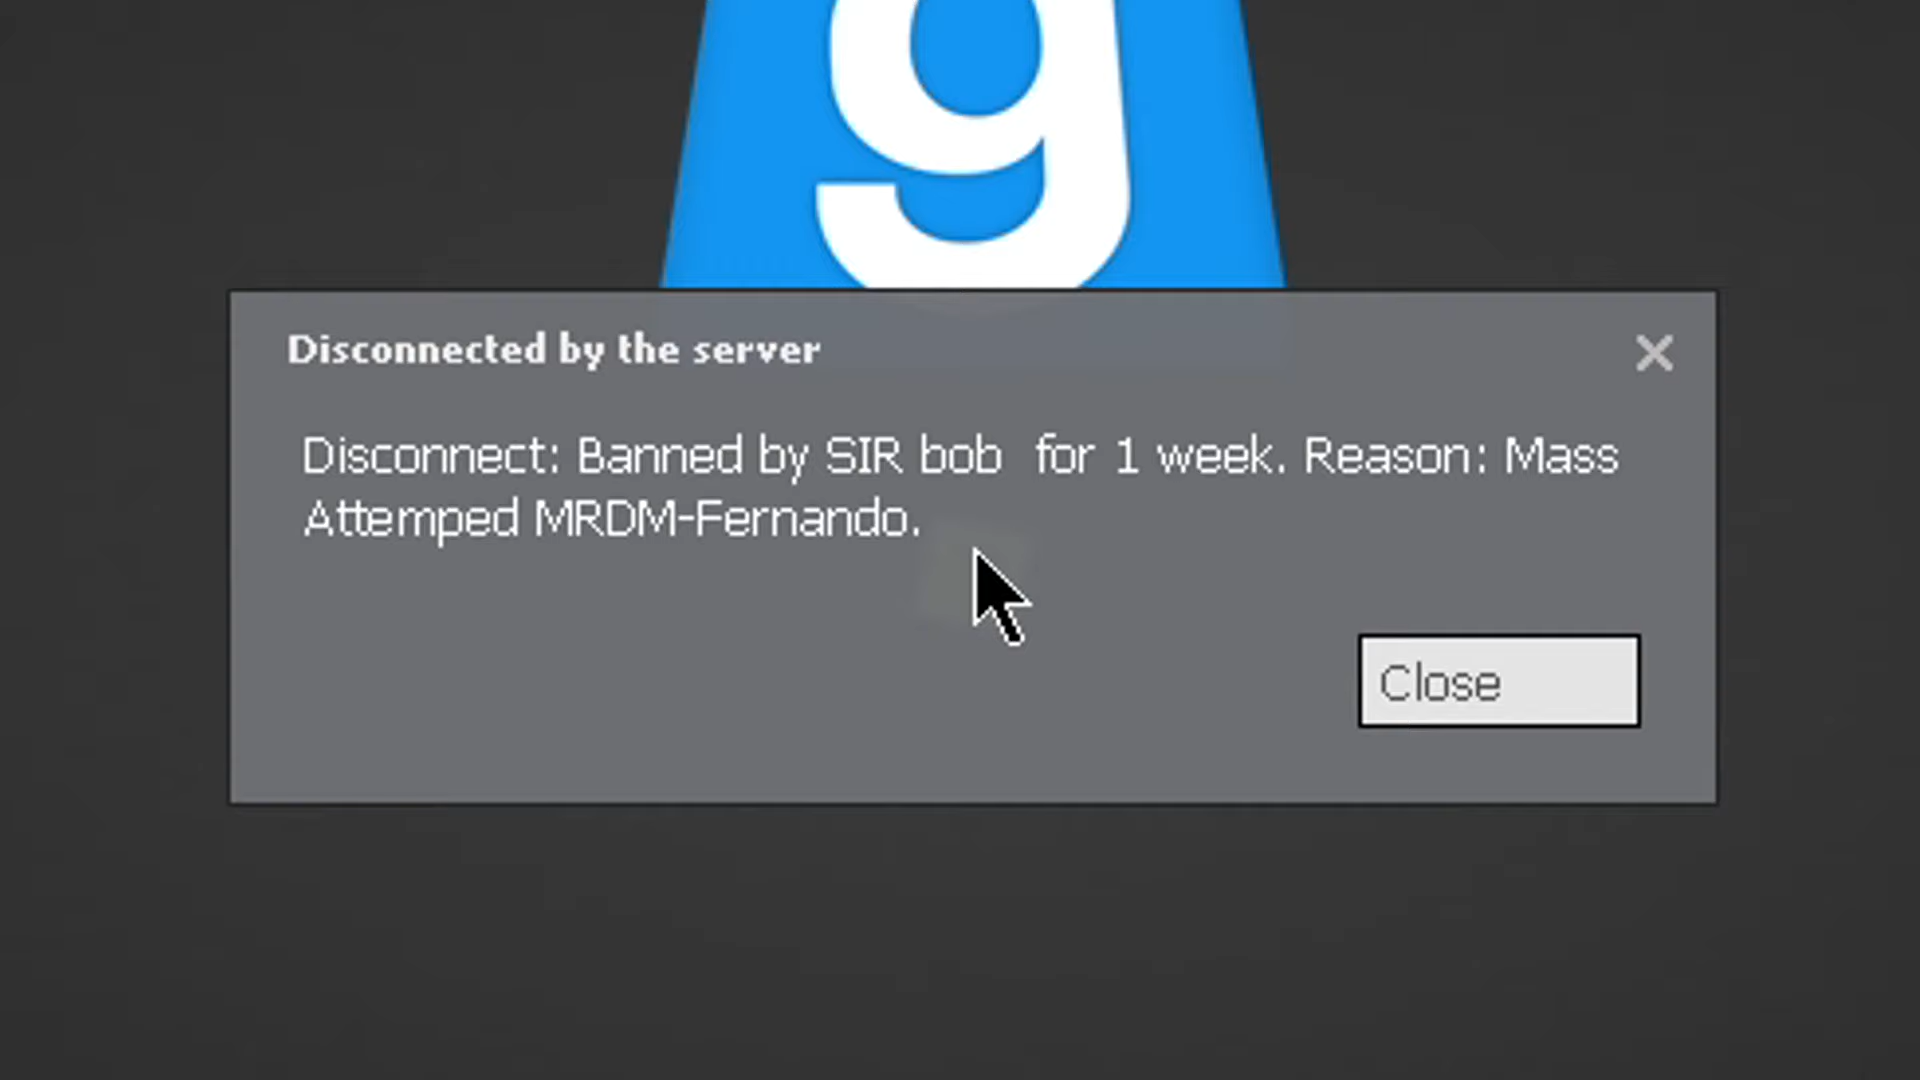 g
Disconnected by the server
Disconnect: Banned by SIR bob  for 1 week. Reason: Mass
Attemped MRDM-Fernando.
Close